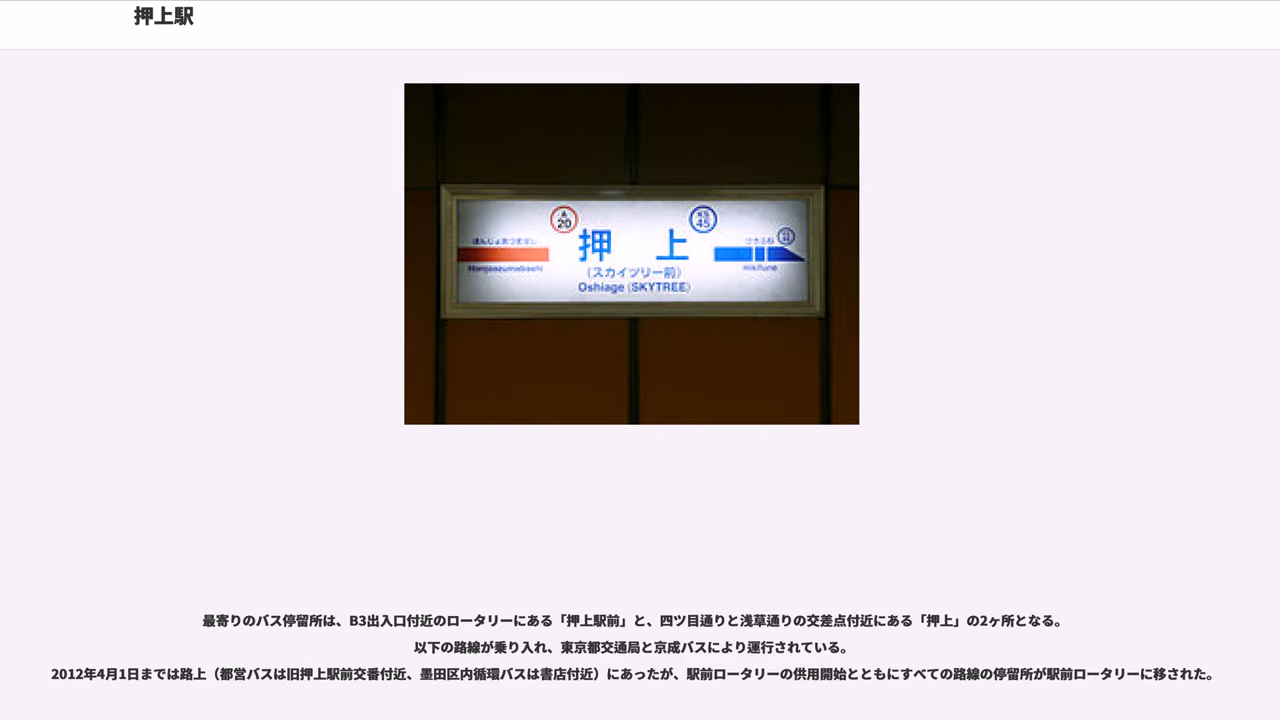 押上駅
A
20
KS
45
押 上
(スカイツリー前)
Oshiage (SKYTREE)
Honjoazumabashi
hikifune
最寄りのバス停留所は、B3出入口付近のロータリーにある「押上駅前」と、四ツ目通りと浅草通りの交差点付近にある「押上」の2ヶ所となる。
以下の路線が乗り入れ、東京都交通局と京成バスにより運行されている。
2012年4月1日までは路上（都営バスは旧押上駅前交番付近、墨田区内循環バスは書店付近）にあったが、駅前ロータリーの供用開始とともにすべての路線の停留所が駅前ロータリーに移された。